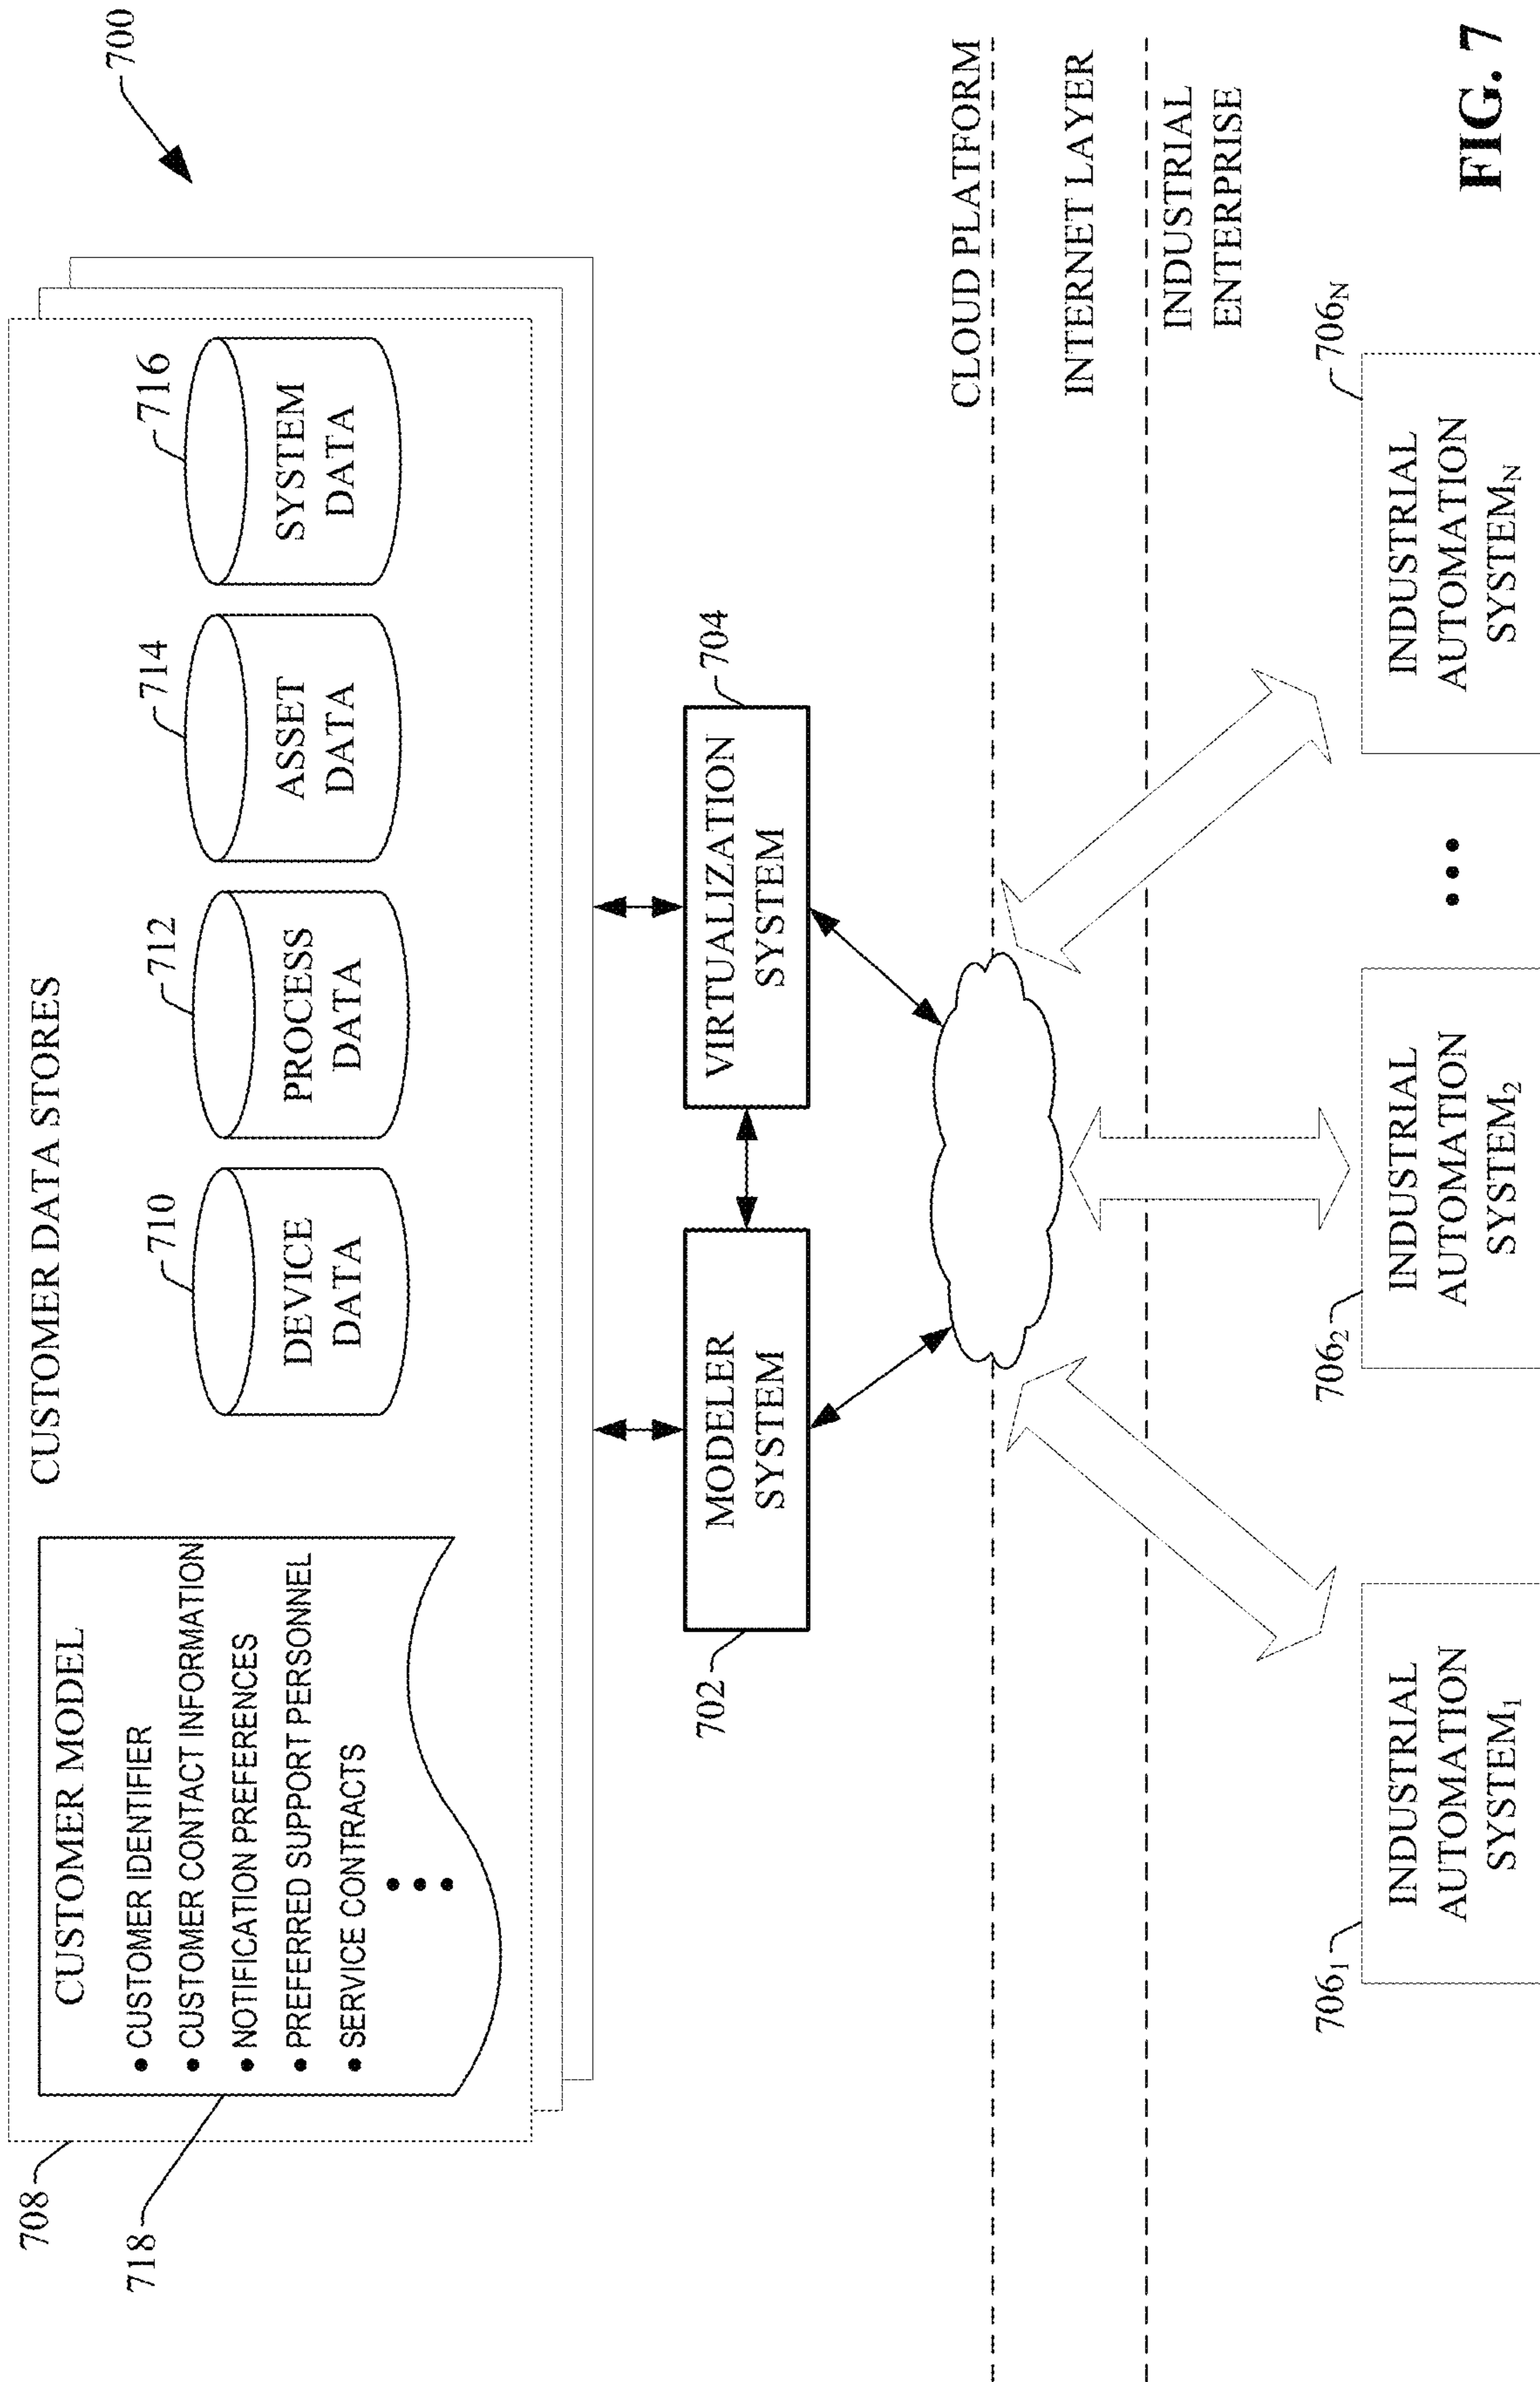 700
CUSTOMER DATA STORES
708
718
CUSTOMER MODEL
• CUSTOMER IDENTIFIER
• CUSTOMER CONTACT INFORMATION
• NOTIFICATION PREFERENCES
• PREFERRED SUPPORT PERSONNEL
• SERVICE CONTRACTS
710
DEVICE
DATA
712
PROCESS
DATA
714
ASSET
DATA
716
SYSTEM
DATA
702
MODELER
SYSTEM
704
VIRTUALIZATION
SYSTEM
CLOUD PLATFORM
INTERNET LAYER
INDUSTRIAL
ENTERPRISE
706₁
INDUSTRIAL
AUTOMATION
SYSTEM₁
706₂
INDUSTRIAL
AUTOMATION
SYSTEM₂
•••
706N
INDUSTRIAL
AUTOMATION
SYSTEMN
FIG. 7